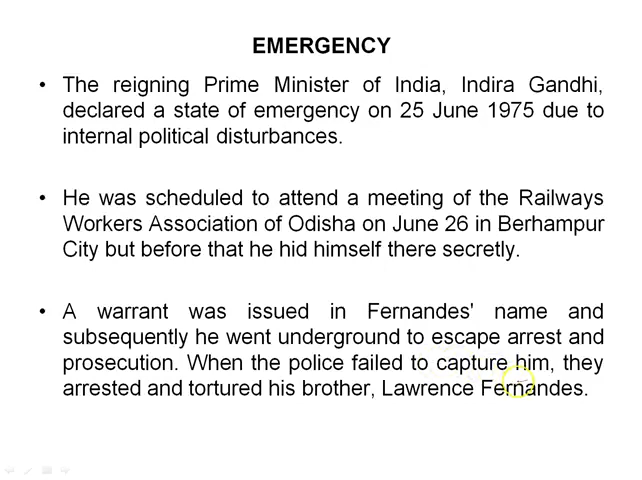 EMERGENCY
• The reigning Prime Minister of India, Indira Gandhi,
declared a state of emergency on 25 June 1975 due to
internal political disturbances.
• He was scheduled to attend a meeting of the Railways
Workers Association of Odisha on June 26 in Berhampur
City but before that he hid himself there secretly.
• A warrant was issued in Fernandes' name and
subsequently he went underground to escape arrest and
prosecution. When the police failed to capture him, they
arrested and tortured his brother, Lawrence Fernandes.